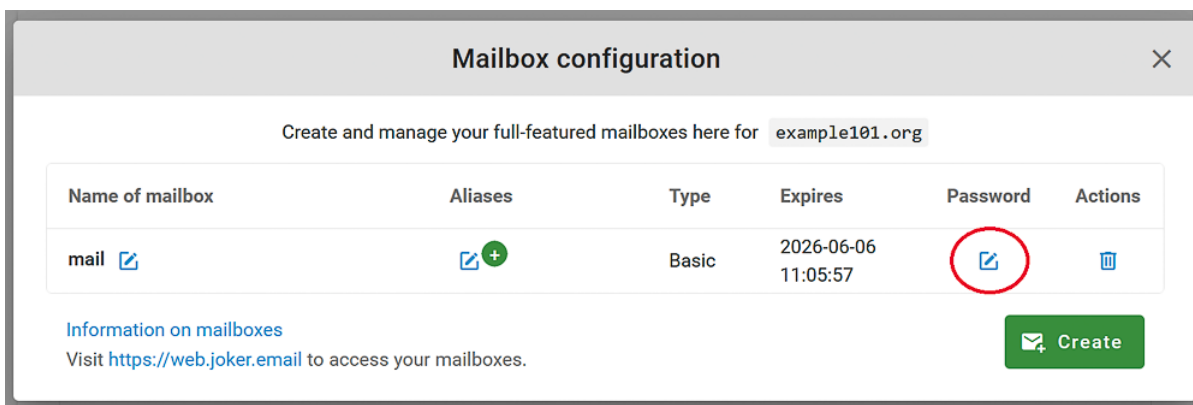 Mailbox configuration
Create and manage your full-featured mailboxes here for example101.org
Name of mailbox Aliases Type Expires Password Actions
mail Basic 2026-06-06
11:05:57
Information on mailboxes
Visit https://web.joker.email to access your mailboxes.
Create